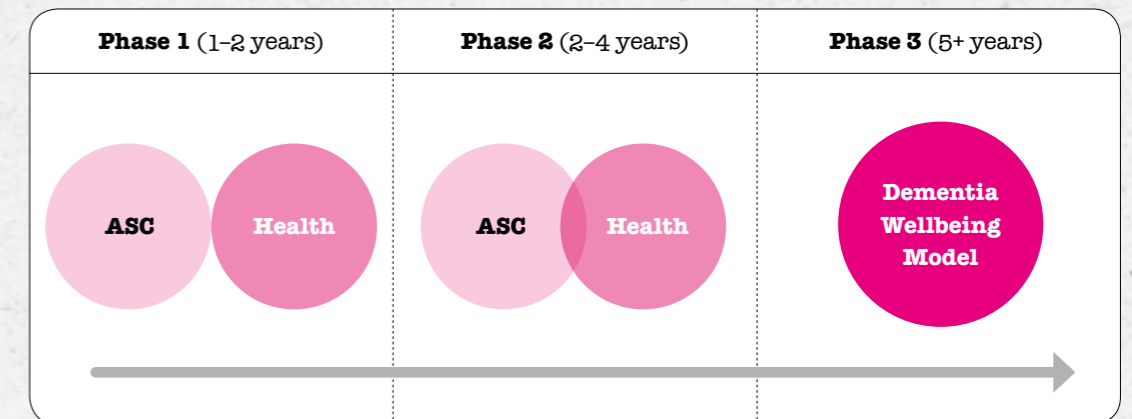 Phase 1 (1–2 years)
Phase 2 (2–4 years)
Phase 3 (5+ years)
ASC
Health
ASC
Health
Dementia
Wellbeing
Model